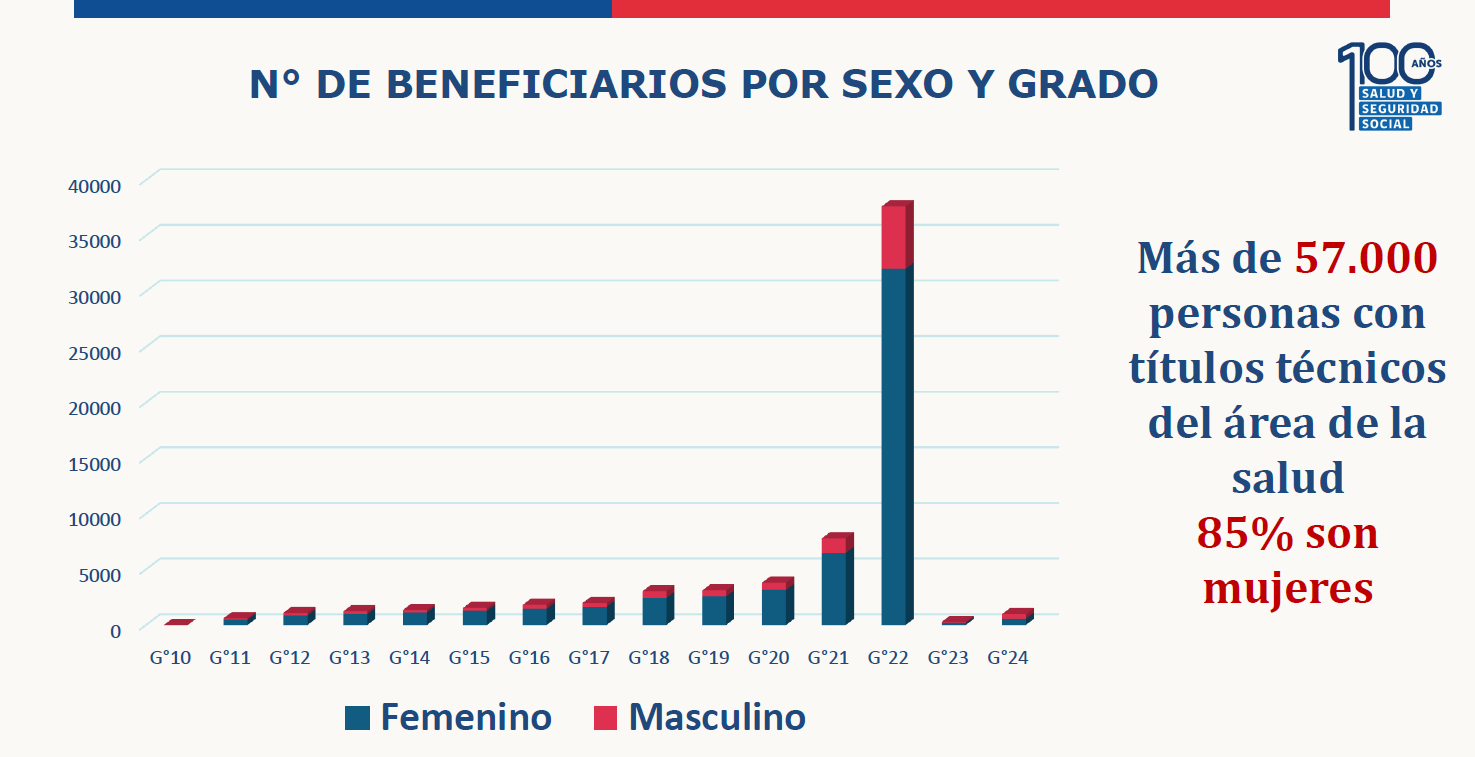 N° DE BENEFICIARIOS POR SEXO Y GRADO
100 AÑOS
SALUD Y
SEGURIDAD
SOCIAL
40000
35000
30000
25000
20000
15000
10000
5000
0
G°10 G°11 G°12 G°13 G°14 G°15 G°16 G°17 G°18 G°19 G°20 G°21 G°22 G°23 G°24
Femenino Masculino
Más de 57.000
personas con
títulos técnicos
del área de la
salud
85% son
mujeres